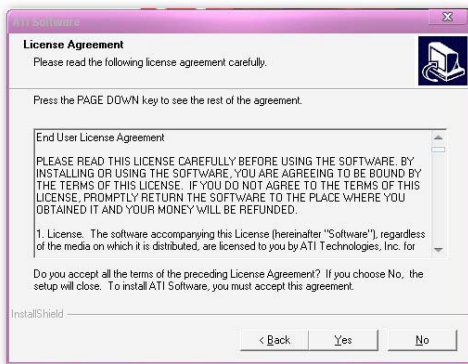 ATI Software
License Agreement
Please read the following license agreement carefully.
Press the PAGE DOWN key to see the rest of the agreement.
End User License Agreement
PLEASE READ THIS LICENSE CAREFULLY BEFORE USING THE SOFTWARE. BY
INSTALLING OR USING THE SOFTWARE, YOU ARE AGREEING TO BE BOUND BY
THE TERMS OF THIS LICENSE. IF YOU DO NOT AGREE TO THE TERMS OF THIS
LICENSE, PROMPTLY RETURN THE SOFTWARE TO THE PLACE WHERE YOU
OBTAINED IT AND YOUR MONEY WILL BE REFUNDED.
1. License. The software accompanying this License (hereinafter "Software"), regardless
of the media on which it is distributed, are licensed to you by ATI Technologies, Inc. for
Do you accept all the terms of the preceding License Agreement? If you choose No, the
setup will close. To install ATI Software, you must accept this agreement.
InstallShield
< Back Yes No